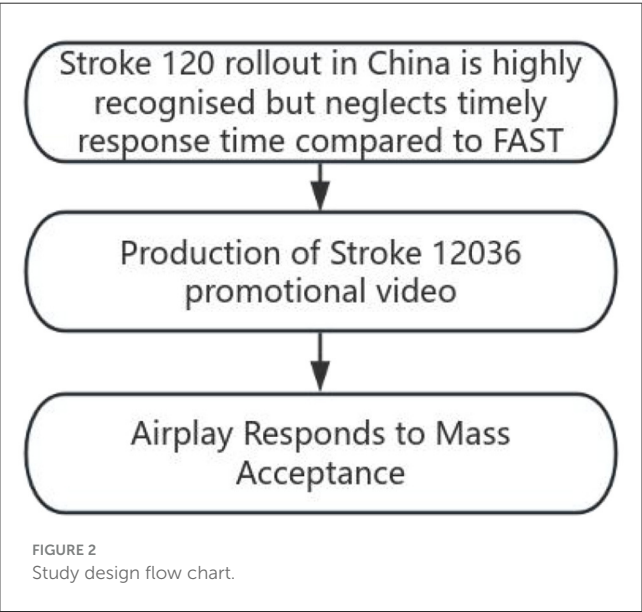 Stroke 120 rollout in China is highly
recognised but neglects timely
response time compared to FAST
Production of Stroke 12036
promotional video
Airplay Responds to Mass
Acceptance
FIGURE 2
Study design flow chart.